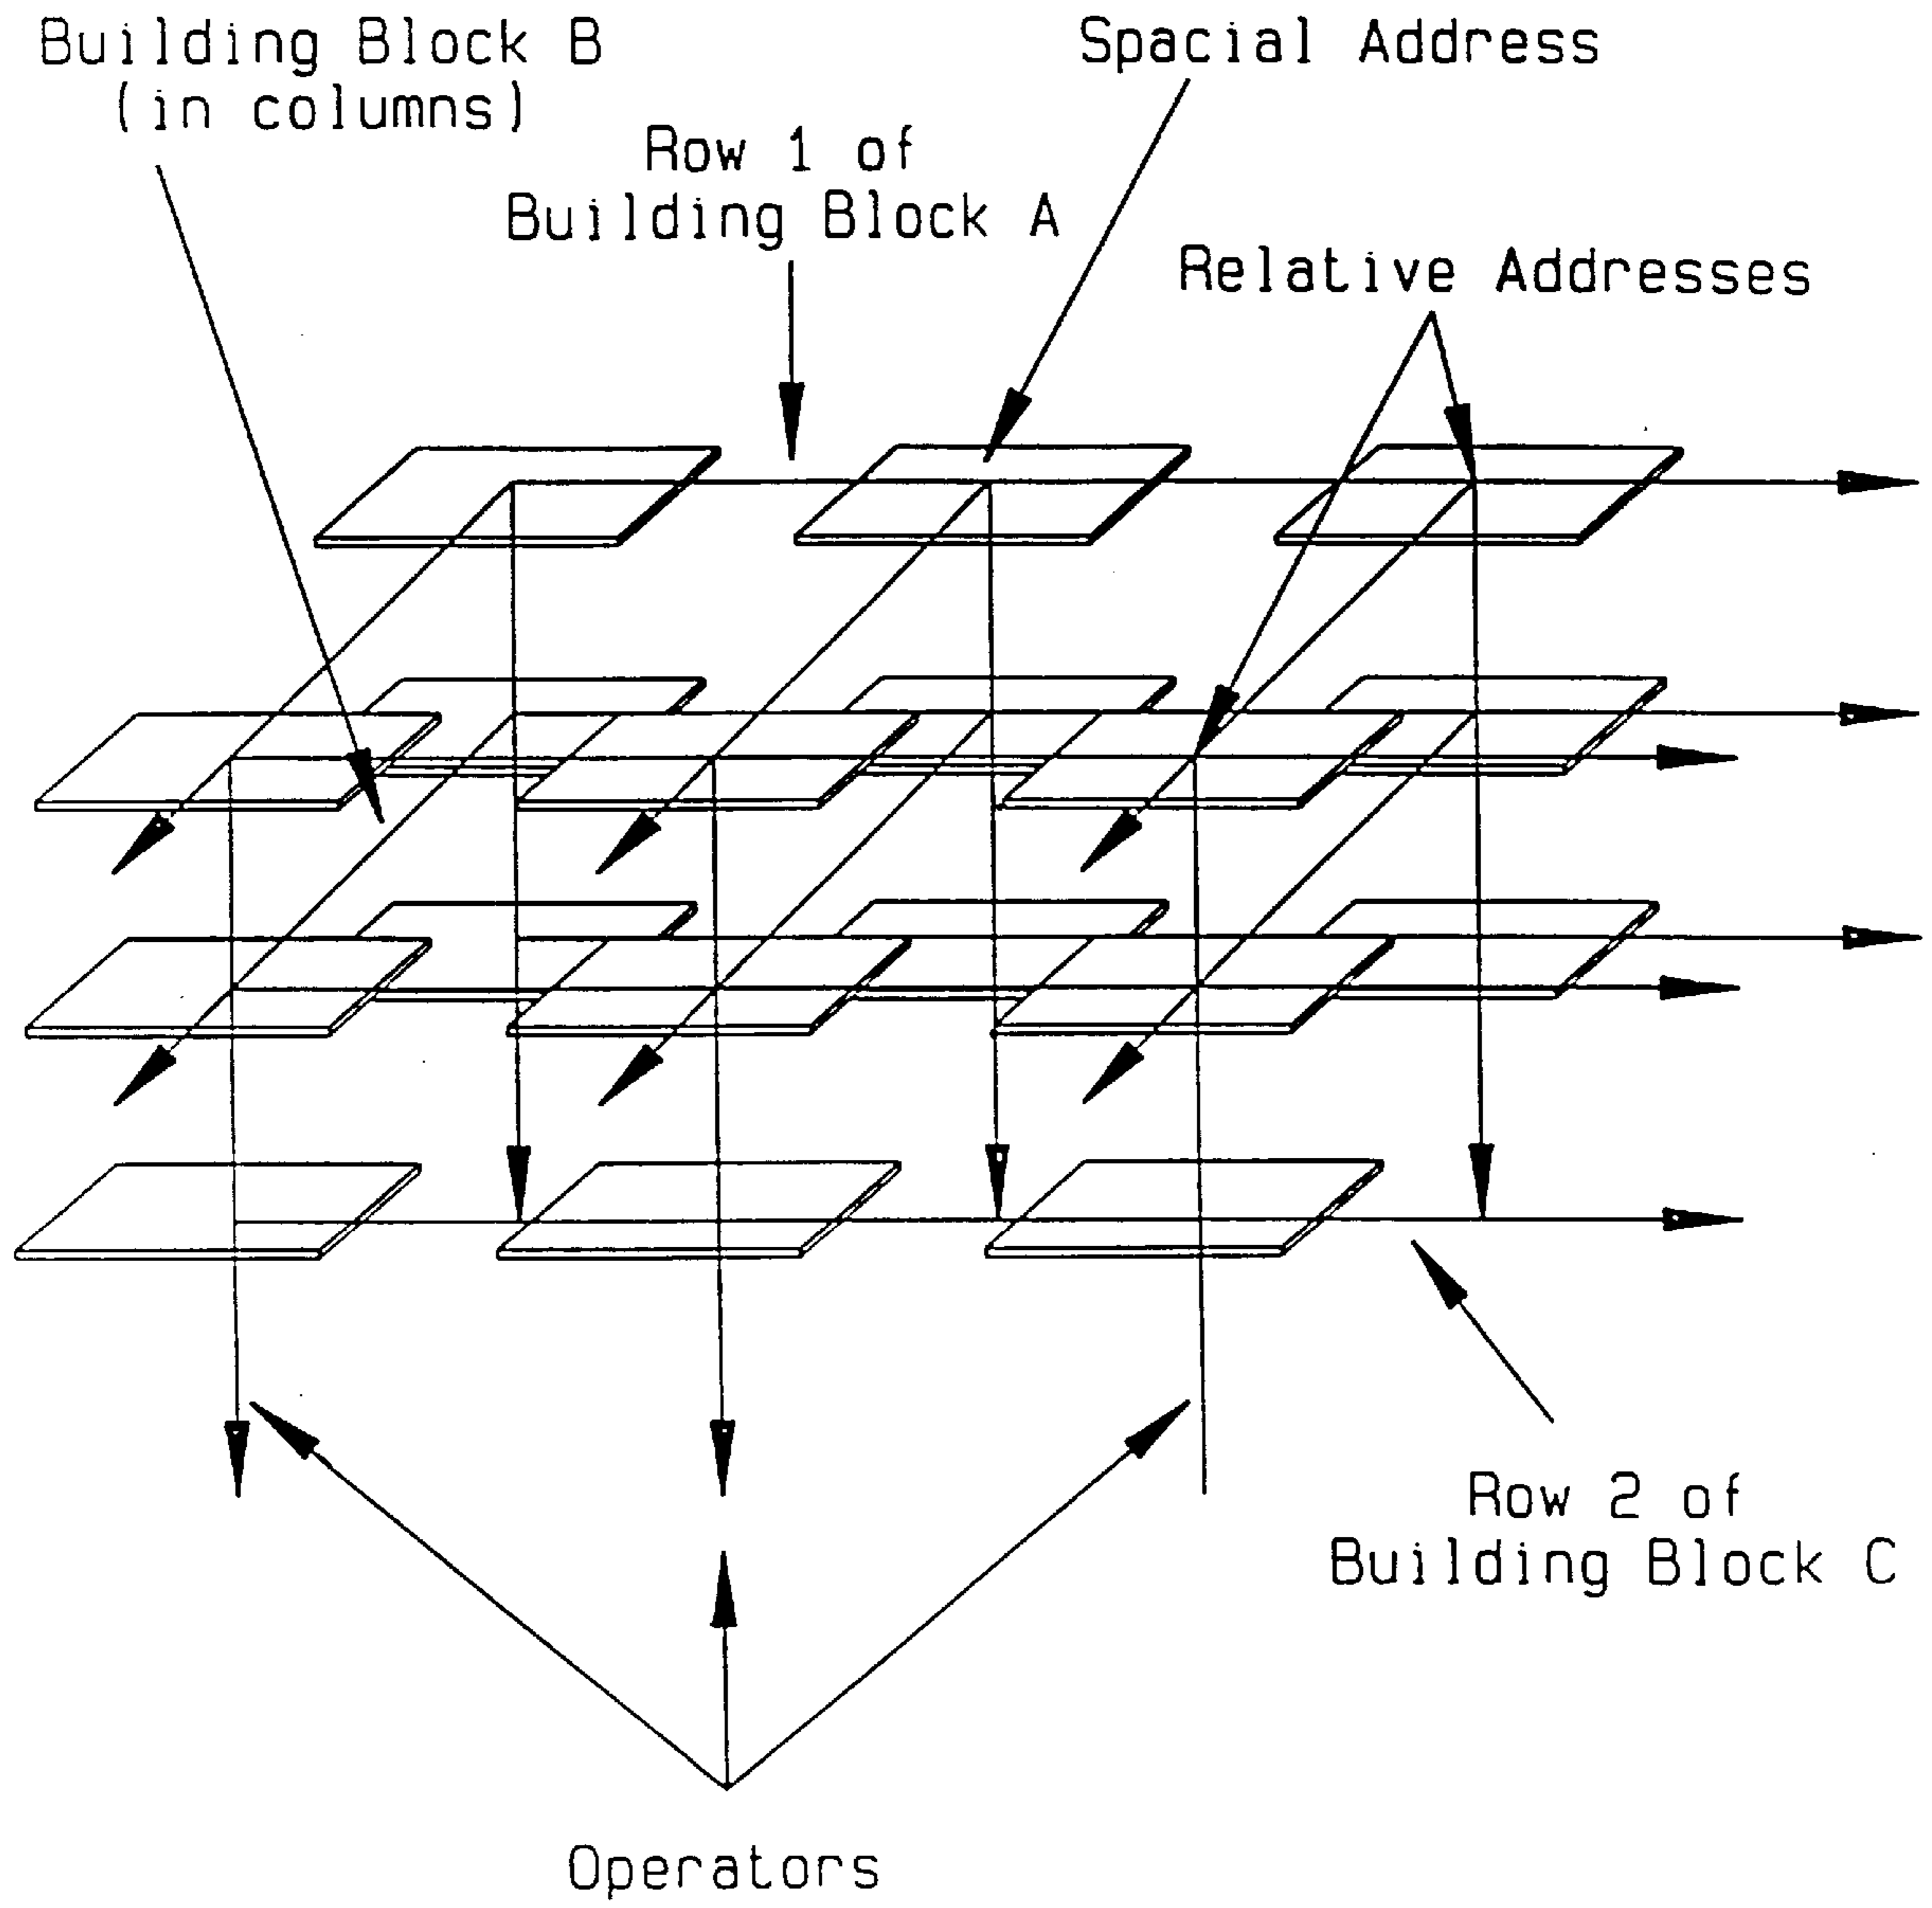 Building Block B
(in columns)
Spacial Address
Row 1 of
Building Block A
Relative Addresses
Row 2 of
Building Block C
Operators